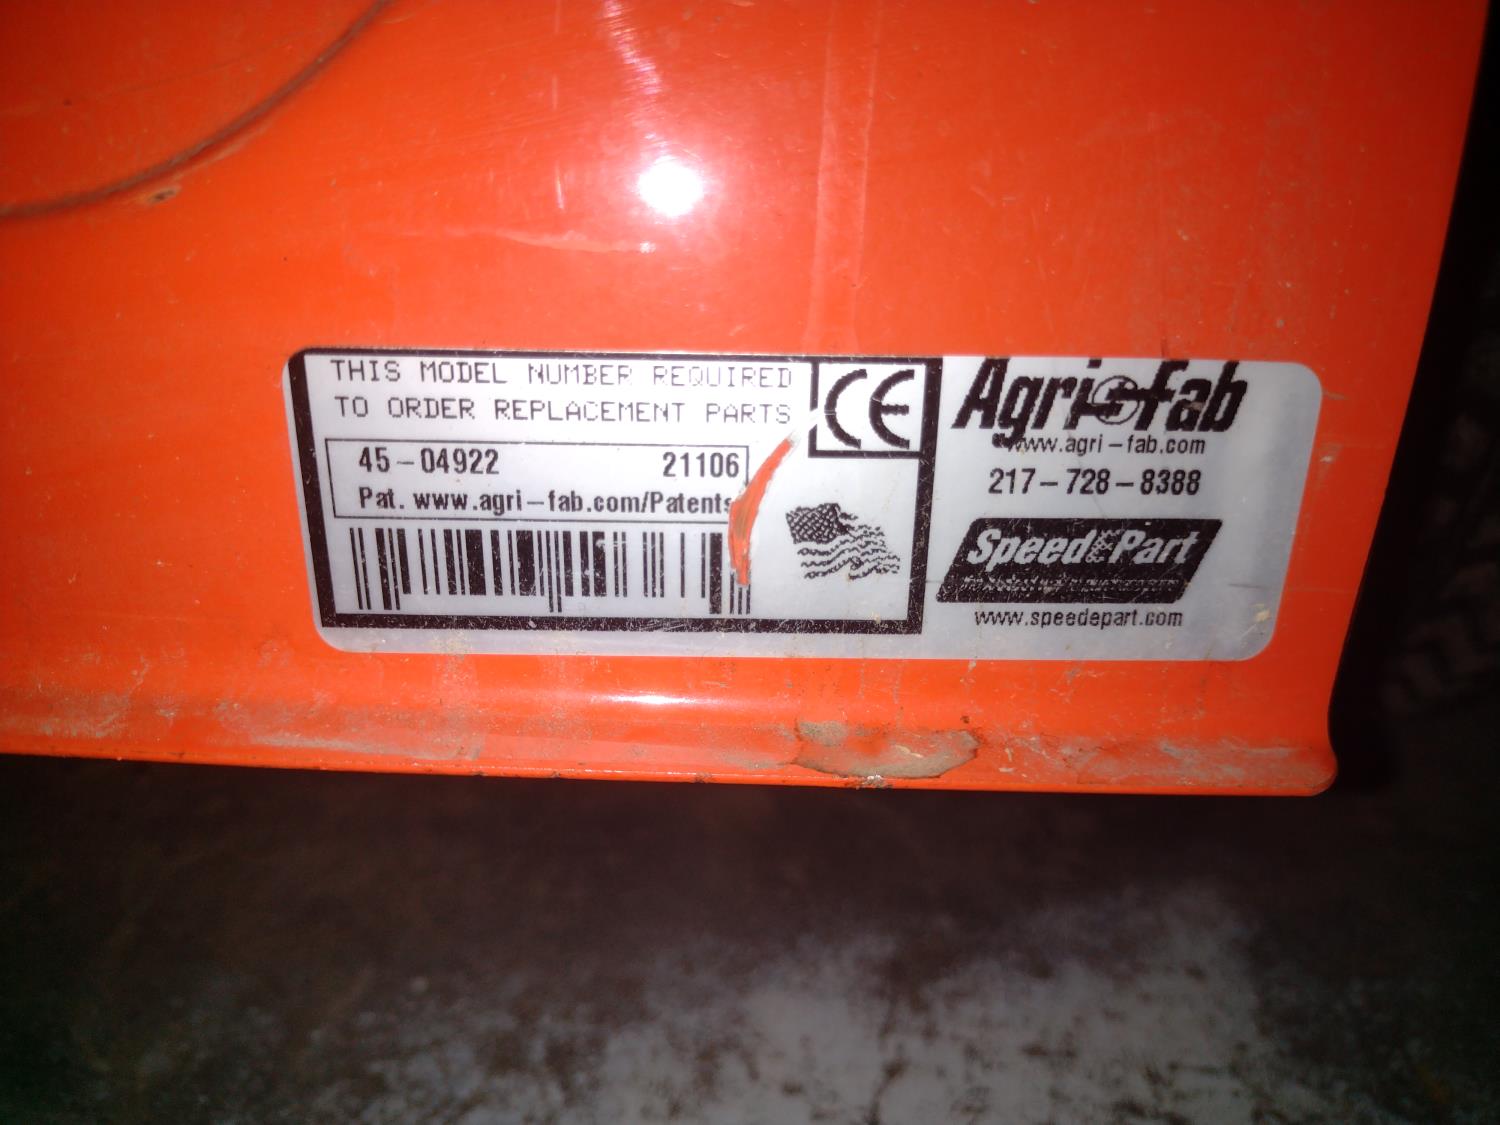 THIS MODEL NUMBER REQUIRED
TO ORDER REPLACEMENT PARTS
45-04922 21106
Pat. www.agri-fab.com/Patents
CE
Agri-Fab
www.agri-fab.com
217-728-8388
SpeedEPart
www.speedepart.com